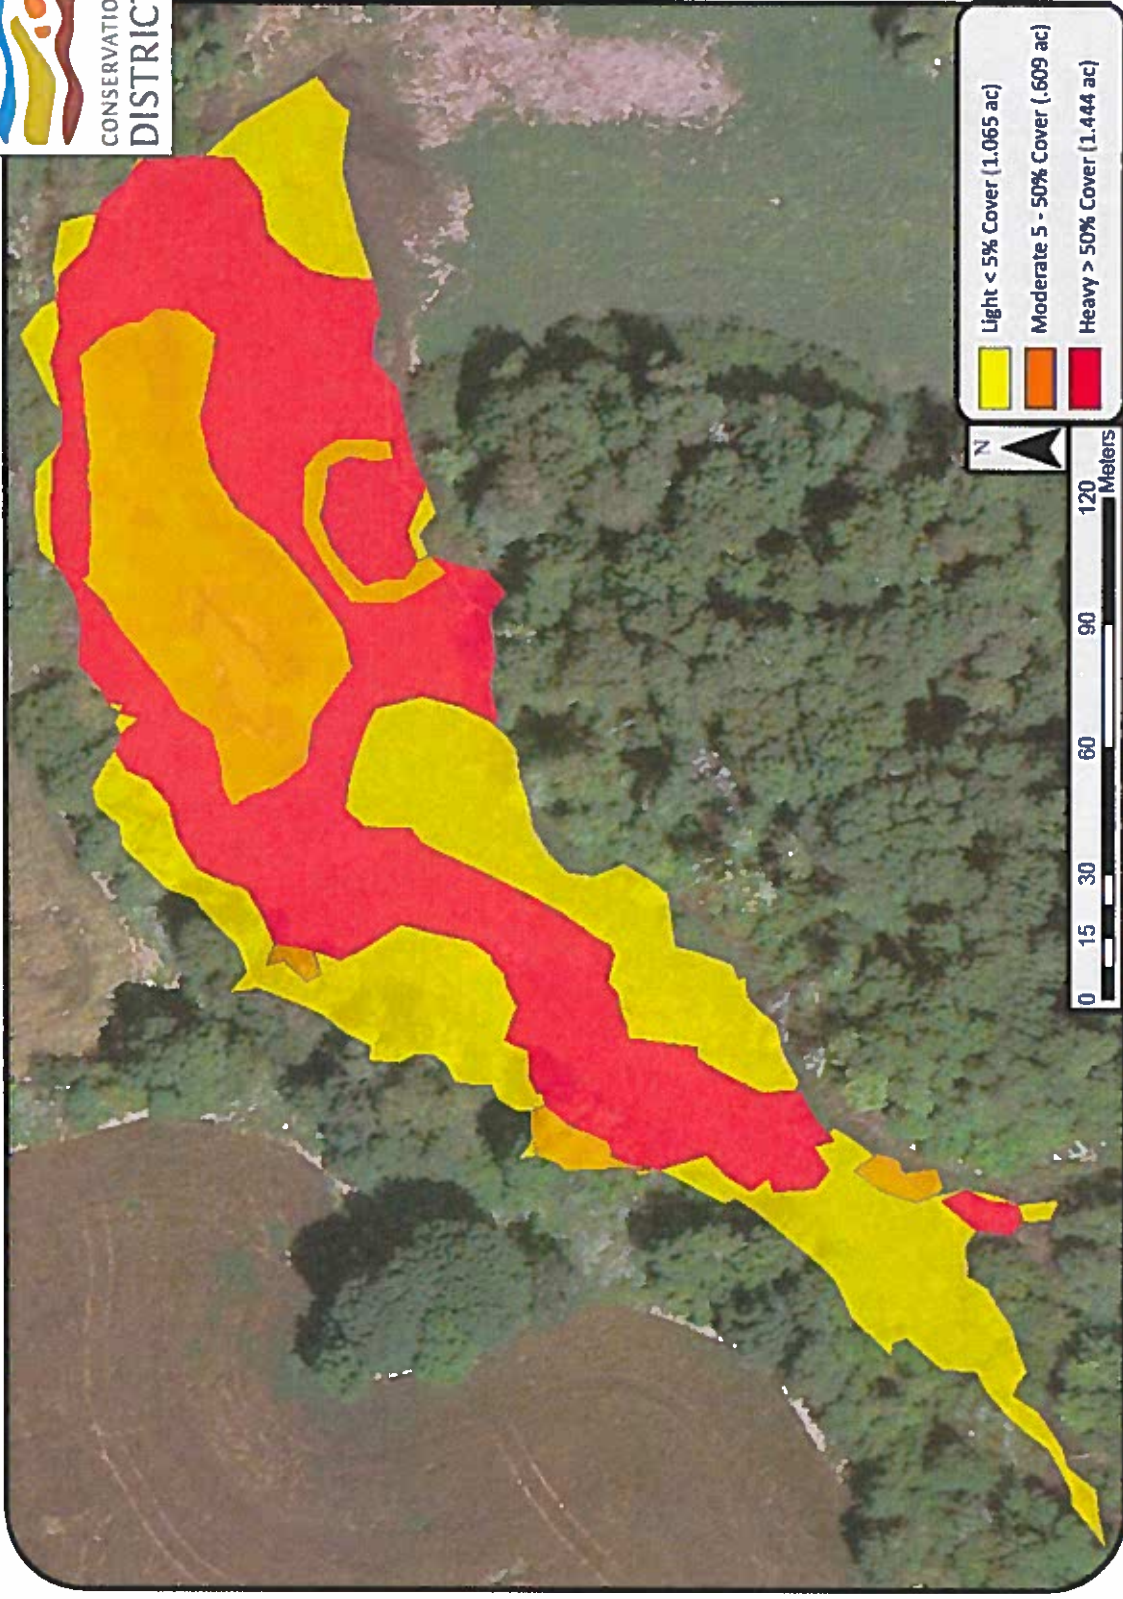 CONSERVATIO
DISTRIC
Light < 5% Cover (1.065 ac)
Moderate 5 - 50% Cover (.609 ac)
Heavy > 50% Cover (1.444 ac)
N
0 15 30 60 90 120
Meters